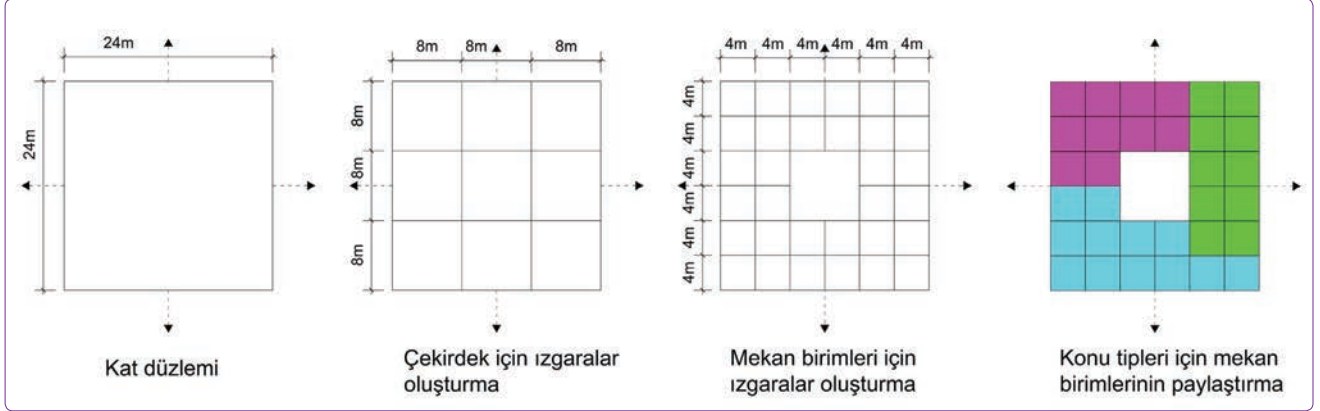 24m
24m
Kat düzlemi
8m 8m 8m
8m
8m
8m
Çekirdek için ızgaralar
oluşturma
4m 4m 4m 4m 4m 4m
4m
4m
4m
4m
4m
4m
Mekan birimleri için
ızgaralar oluşturma
Konu tipleri için mekan
birimlerinin paylaştırma